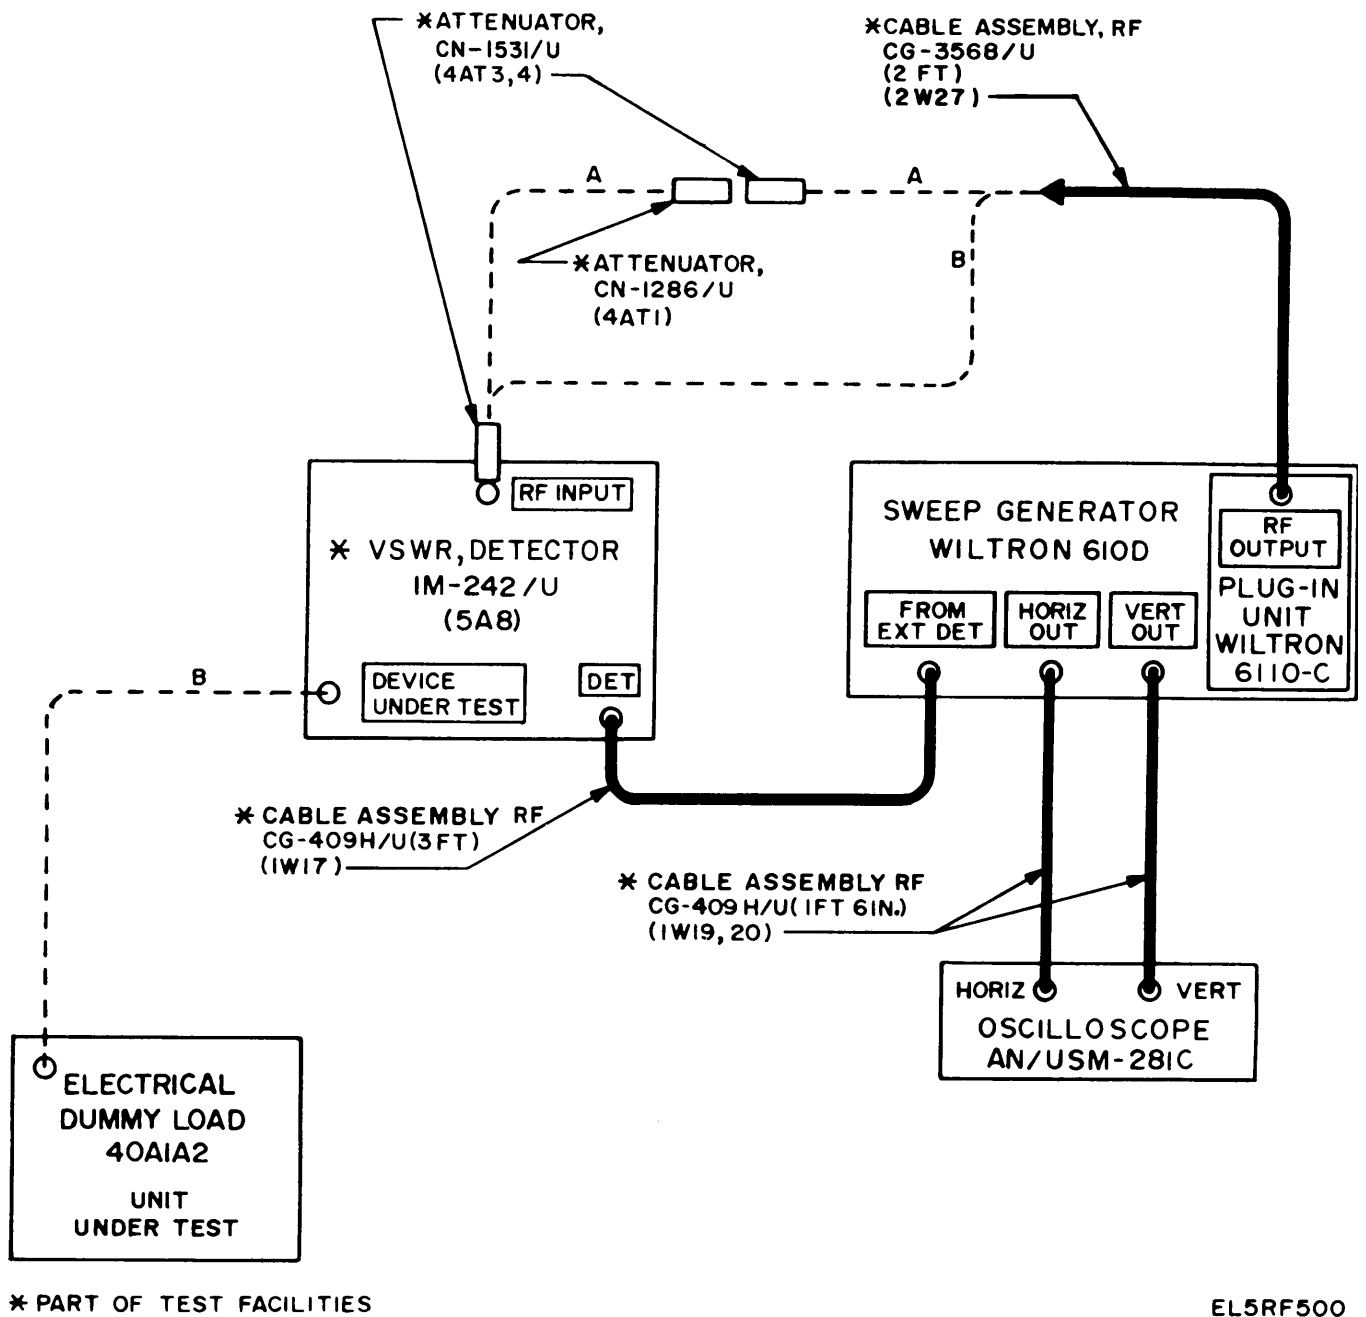 * ATTENUATOR,
CN-1531/U
(4AT3,4)
* CABLE ASSEMBLY, RF
CG-3568/U
(2 FT)
(2W27)
A
A
B
* ATTENUATOR,
CN-1286/U
(4AT1)
RF INPUT
* VSWR, DETECTOR
IM-242/U
(5A8)
DEVICE
UNDER TEST
DET
B
SWEEP GENERATOR
WILTRON 610D
FROM
EXT DET
HORIZ
OUT
VERT
OUT
RF
OUTPUT
PLUG-IN
UNIT
WILTRON
6110-C
* CABLE ASSEMBLY RF
CG-409H/U(3FT)
(1W17)
* CABLE ASSEMBLY RF
CG-409H/U(1FT 6IN.)
(1W19,20)
HORIZ
VERT
OSCILLOSCOPE
AN/USM-281C
ELECTRICAL
DUMMY LOAD
40A1A2
UNIT
UNDER TEST
* PART OF TEST FACILITIES
EL5RF500